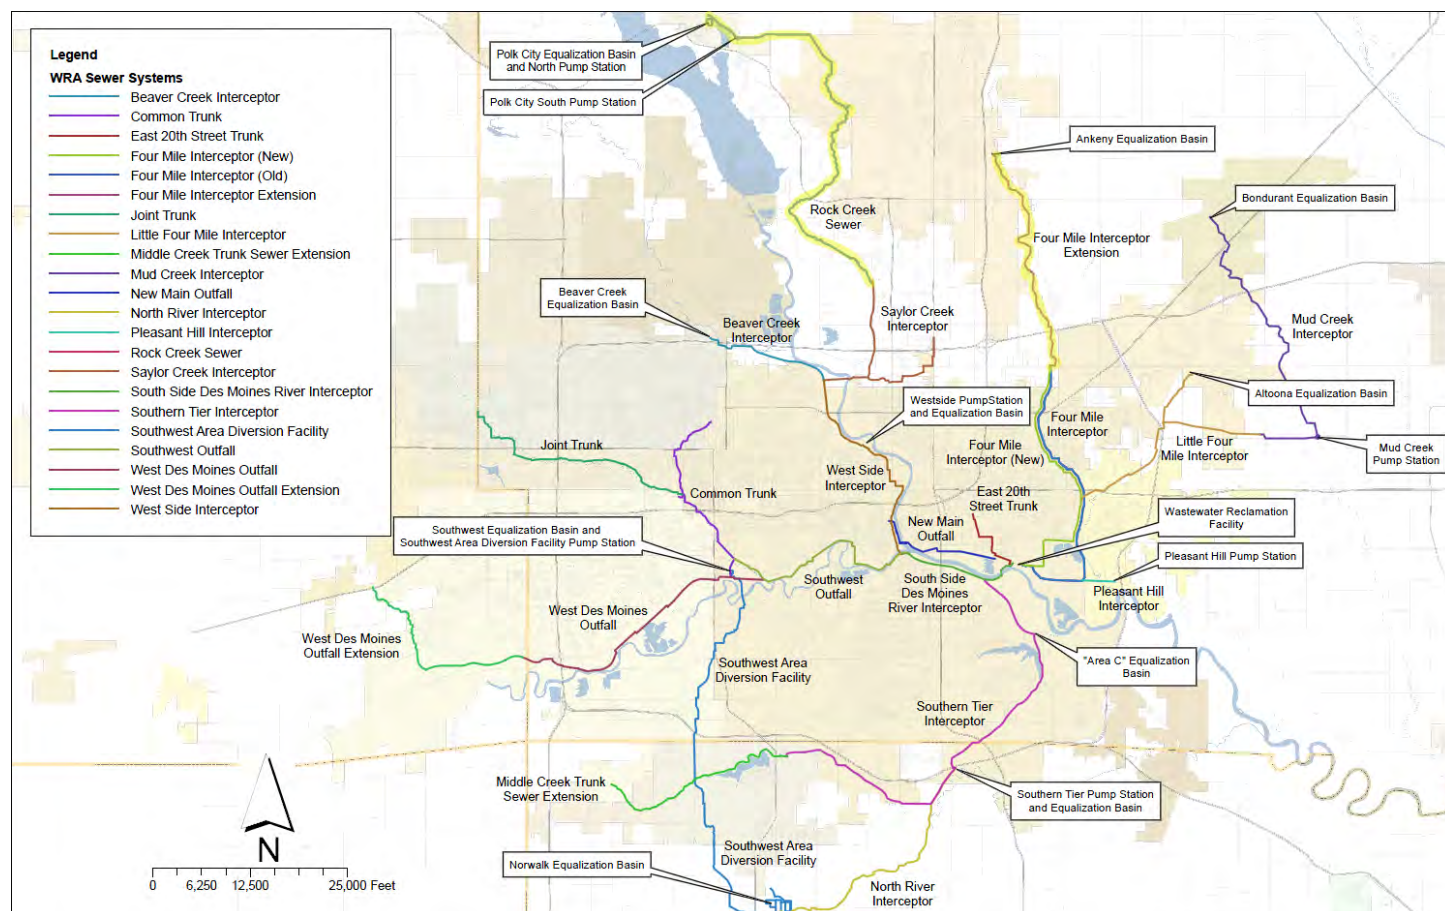 Legend
WRA Sewer Systems
Beaver Creek Interceptor
Common Trunk
East 20th Street Trunk
Four Mile Interceptor (New)
Four Mile Interceptor (Old)
Four Mile Interceptor Extension
Joint Trunk
Little Four Mile Interceptor
Middle Creek Trunk Sewer Extension
Mud Creek Interceptor
New Main Outfall
North River Interceptor
Pleasant Hill Interceptor
Rock Creek Sewer
Saylor Creek Interceptor
South Side Des Moines River Interceptor
Southern Tier Interceptor
Southwest Area Diversion Facility
Southwest Outfall
West Des Moines Outfall
West Des Moines Outfall Extension
West Side Interceptor
Polk City Equalization Basin
and North Pump Station
Polk City South Pump Station
Ankeny Equalization Basin
Bondurant Equalization Basin
Rock Creek
Sewer
Four Mile Interceptor
Extension
Beaver Creek
Equalization Basin
Beaver Creek
Interceptor
Saylor Creek
Interceptor
Mud Creek
Interceptor
Westside PumpStation
and Equalization Basin
Altoona Equalization Basin
Four Mile
Interceptor
Joint Trunk
Four Mile
Interceptor (New)
Little Four
Mile Interceptor
Mud Creek
Pump Station
West Side
Interceptor
Common Trunk
East 20th
Street Trunk
Wastewater Reclamation
Facility
Southwest Equalization Basin and
Southwest Area Diversion Facility Pump Station
New Main
Outfall
Pleasant Hill Pump Station
Southwest
Outfall
South Side
Des Moines
River Interceptor
Pleasant Hill
Interceptor
West Des Moines
Outfall
West Des Moines
Outfall Extension
Southwest Area
Diversion Facility
"Area C" Equalization
Basin
Southern Tier
Interceptor
Middle Creek Trunk
Sewer Extension
Southern Tier Pump Station
and Equalization Basin
Southwest Area
Diversion Facility
Norwalk Equalization Basin
North River
Interceptor
N
0 6,250 12,500 25,000 Feet